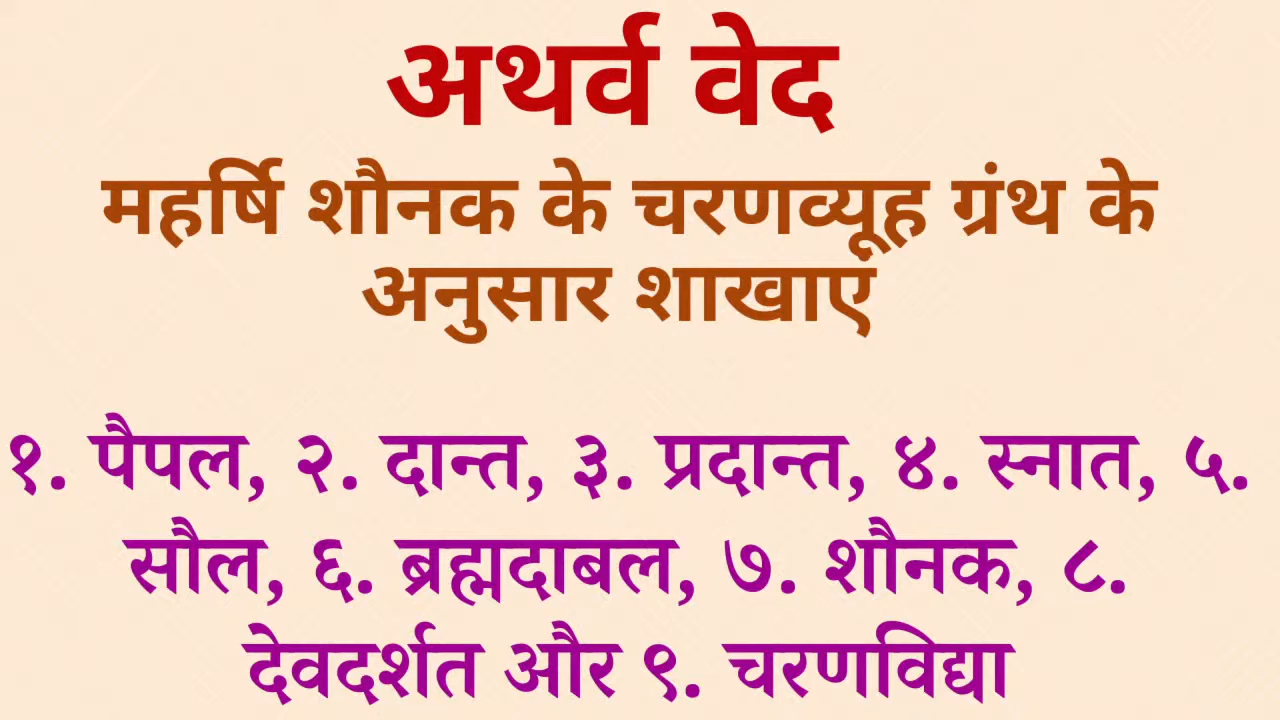 अथर्व वेद
महर्षि शौनक के चरणव्यूह ग्रंथ के
अनुसार शाखाएं
१. पैपल, २. दान्त, ३. प्रदान्त, ४. स्नात, ५.
सौल, ६. ब्रह्मदाबल, ७. शौनक, ८.
देवदर्शत और ९. चरणविद्या